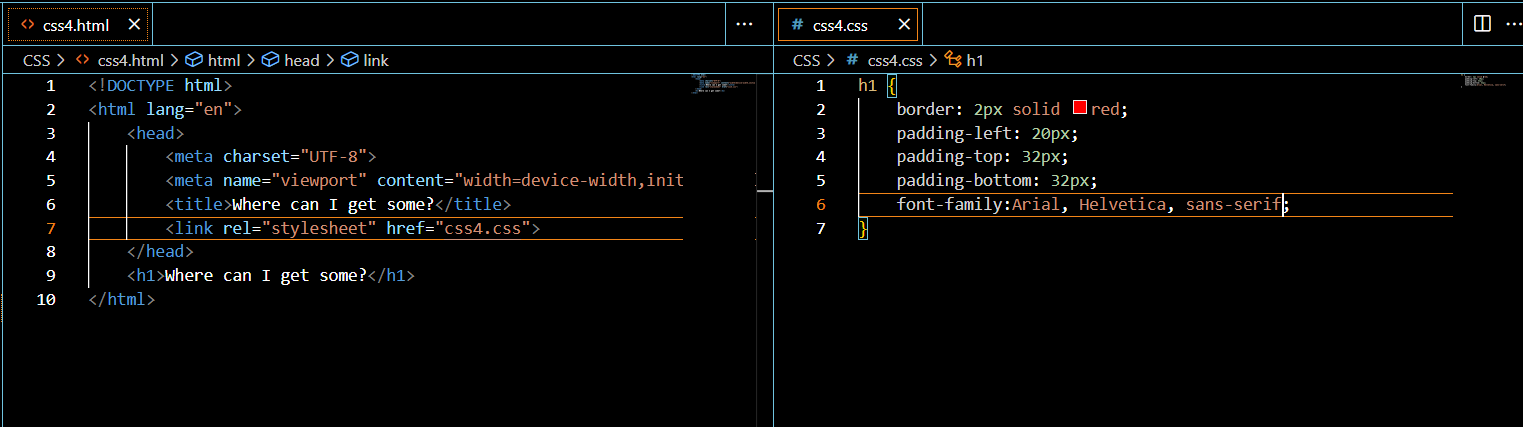 css4.html
CSS > css4.html > html > head > link
1 <!DOCTYPE html>
2 <html lang="en">
3 <head>
4 <meta charset="UTF-8">
5 <meta name="viewport" content="width=device-width,init
6 <title>Where can I get some?</title>
7 <link rel="stylesheet" href="css4.css">
8 </head>
9 <h1>Where can I get some?</h1>
10 </html>
# css4.css
CSS > # css4.css > h1
1 h1 {
2 border: 2px solid red;
3 padding-left: 20px;
4 padding-top: 32px;
5 padding-bottom: 32px;
6 font-family:Arial, Helvetica, sans-serif;
7 }